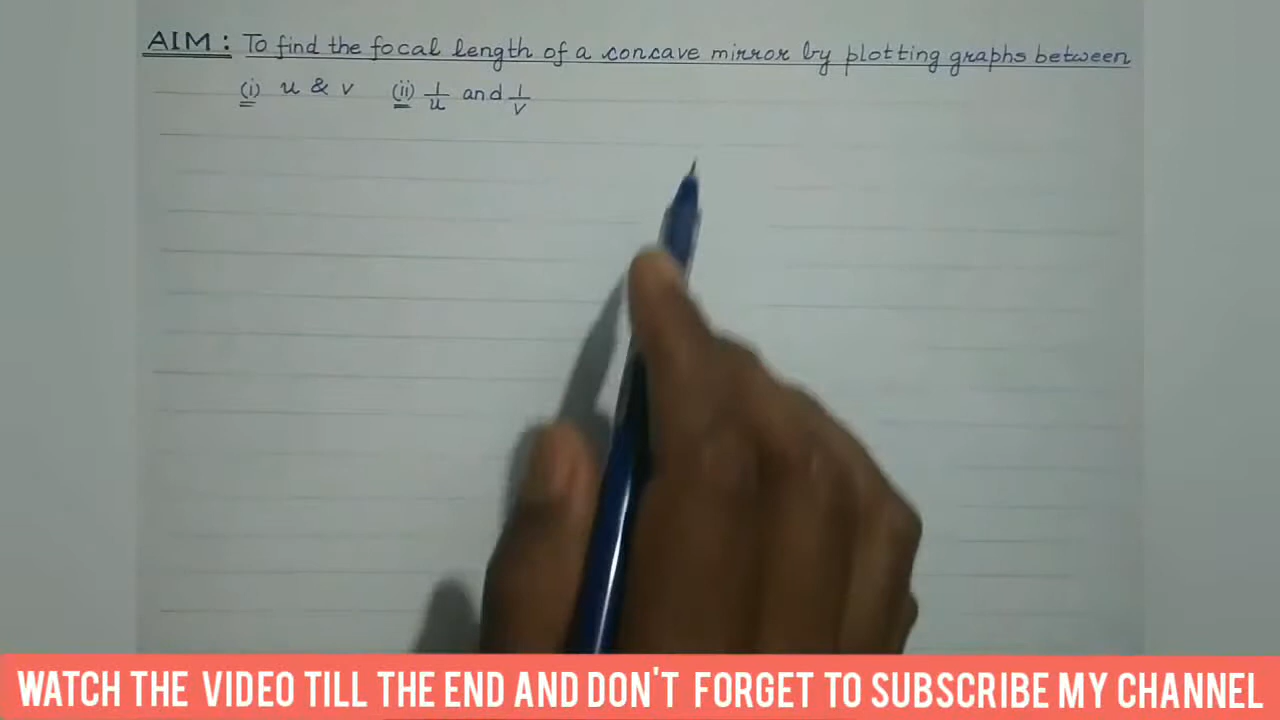 AIM : To find the focal length of a concave mirror by plotting graphs between
(i) u & v (ii) 1/u and 1/v
WATCH THE VIDEO TILL THE END AND DON'T FORGET TO SUBSCRIBE MY CHANNEL